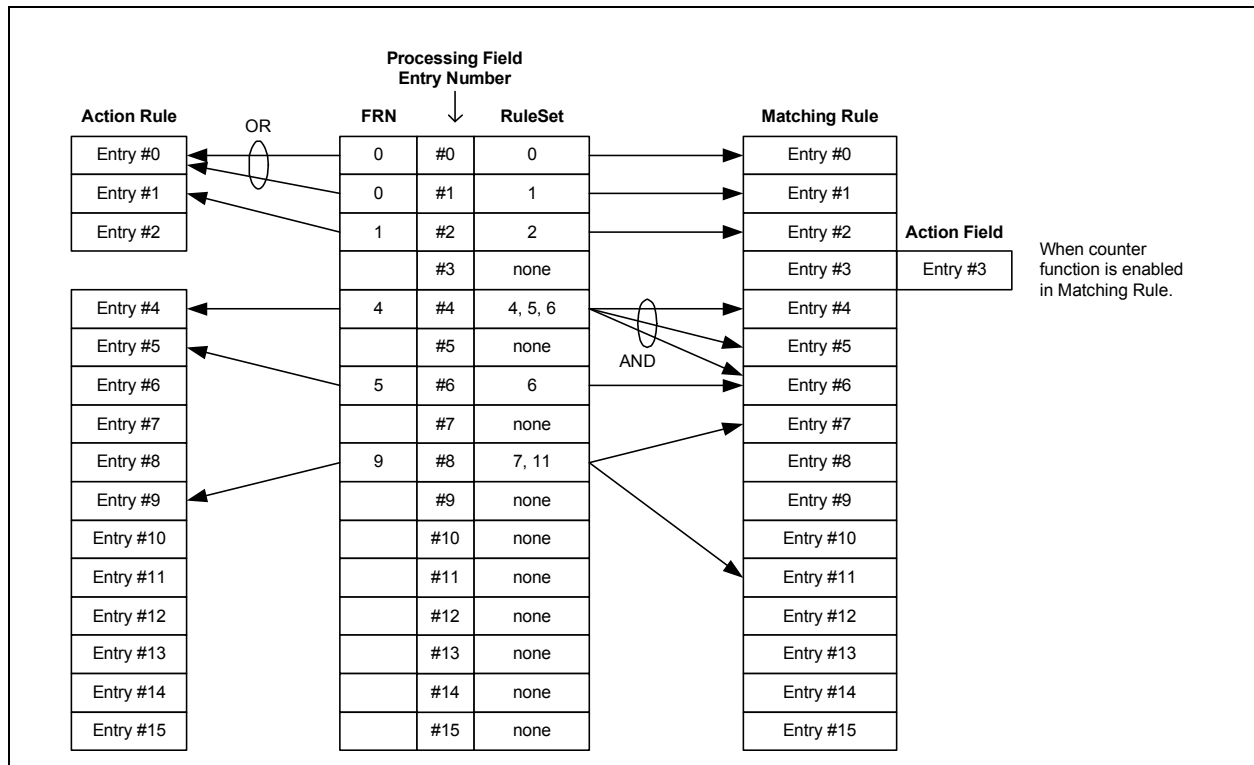 Processing Field
Entry Number
Action Rule
OR
FRN
RuleSet
Matching Rule
Entry #0
0
#0
0
Entry #0
Entry #1
0
#1
1
Entry #1
Entry #2
1
#2
2
Entry #2
Action Field
#3
none
Entry #3
Entry #3
When counter
function is enabled
in Matching Rule.
Entry #4
4
#4
4, 5, 6
Entry #4
Entry #5
#5
none
AND
Entry #5
Entry #6
5
#6
6
Entry #6
Entry #7
#7
none
Entry #7
Entry #8
9
#8
7, 11
Entry #8
Entry #9
#9
none
Entry #9
Entry #10
#10
none
Entry #10
Entry #11
#11
none
Entry #11
Entry #12
#12
none
Entry #12
Entry #13
#13
none
Entry #13
Entry #14
#14
none
Entry #14
Entry #15
#15
none
Entry #15